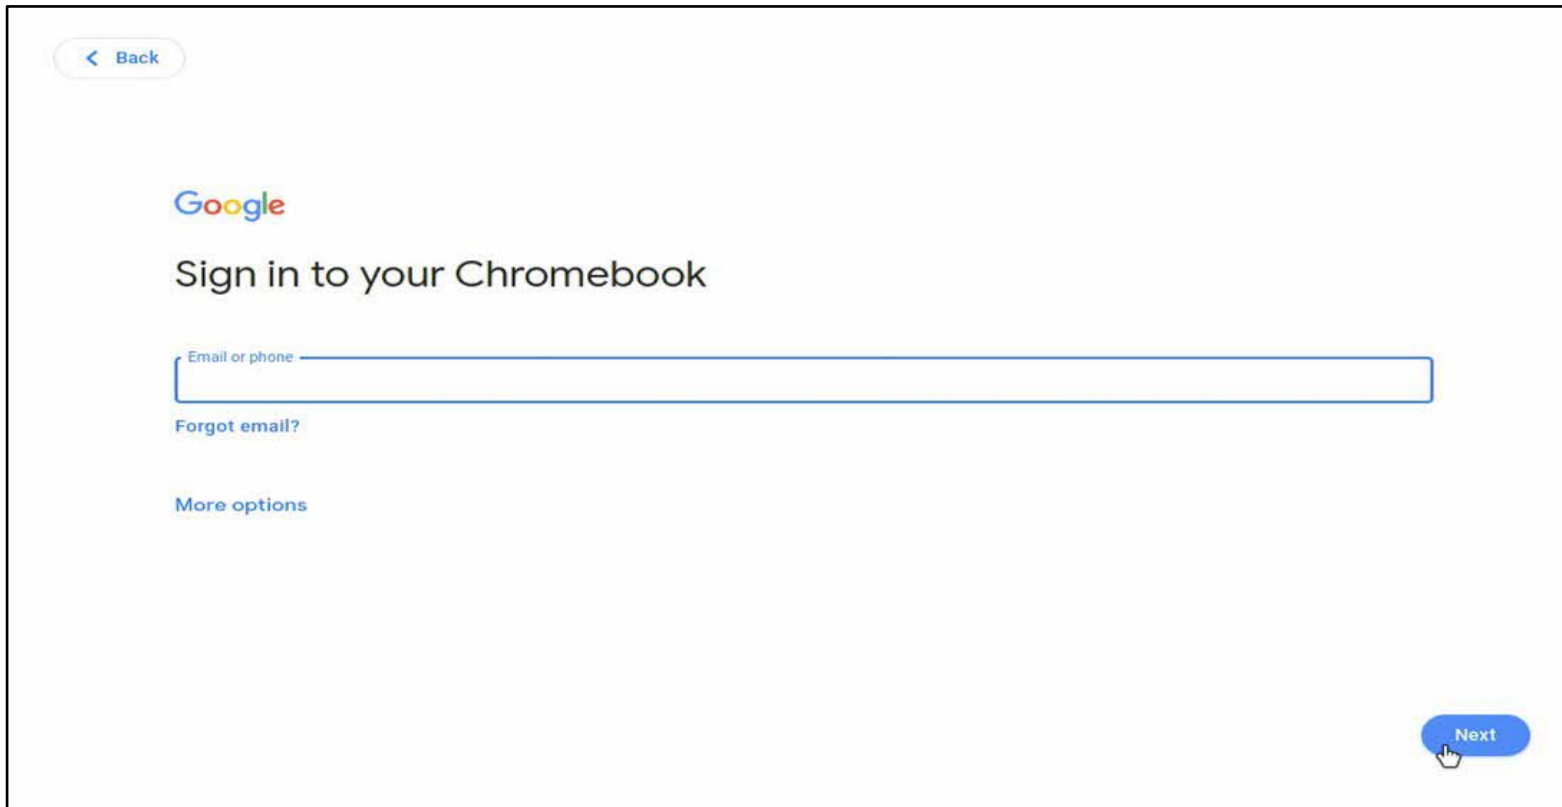 Back
Google
Sign in to your Chromebook
Email or phone
Forgot email?
More options
Next